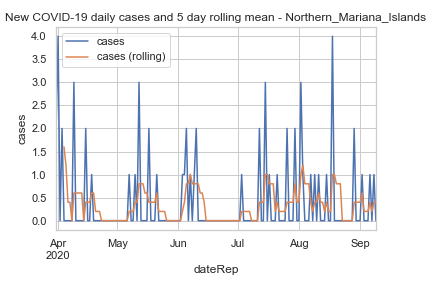 New COVID-19 daily cases and 5 day rolling mean - Northern_Mariana_Islands
cases
cases (rolling)
4.0
3.5
3.0
2.5
2.0
1.5
1.0
0.5
0.0
cases
Apr May Jun Jul Aug Sep
2020
dateRep